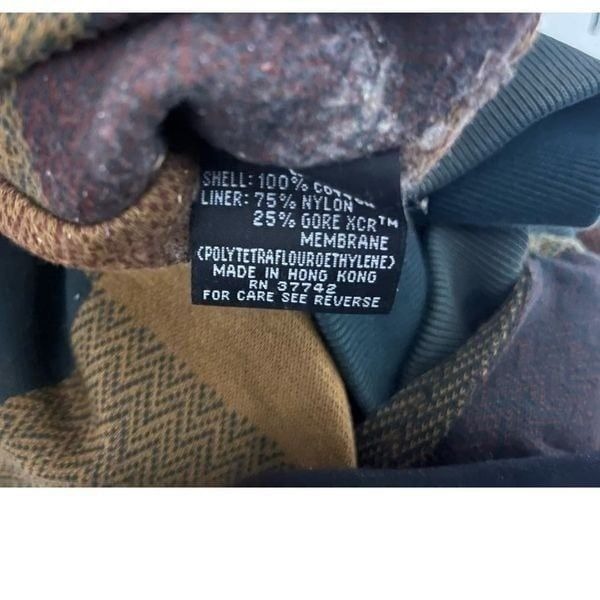 SHELL: 100% COTTON
LINER: 75% NYLON
25% GORE XCR™
MEMBRANE
(POLYTETRAFLOUROETHYLENE)
MADE IN HONG KONG
RN 37742
FOR CARE SEE REVERSE